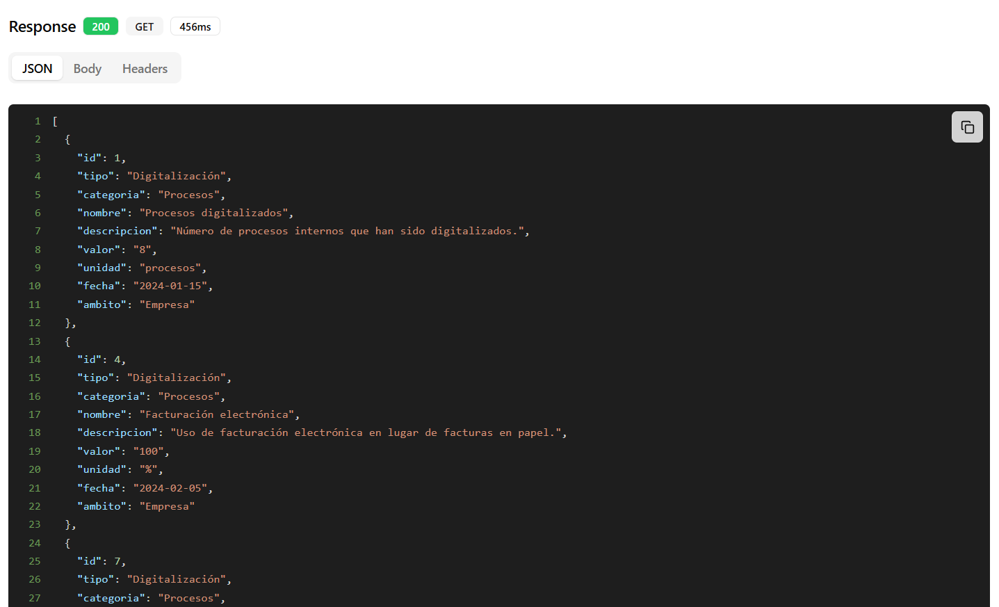 Response 200 GET 456ms
JSON Body Headers
1 [
2 {
3 "id": 1,
4 "tipo": "Digitalización",
5 "categoria": "Procesos",
6 "nombre": "Procesos digitalizados",
7 "descripcion": "Número de procesos internos que han sido digitalizados.",
8 "valor": "8",
9 "unidad": "procesos",
10 "fecha": "2024-01-15",
11 "ambito": "Empresa"
12 },
13 {
14 "id": 4,
15 "tipo": "Digitalización",
16 "categoria": "Procesos",
17 "nombre": "Facturación electrónica",
18 "descripcion": "Uso de facturación electrónica en lugar de facturas en papel.",
19 "valor": "100",
20 "unidad": "%",
21 "fecha": "2024-02-05",
22 "ambito": "Empresa"
23 },
24 {
25 "id": 7,
26 "tipo": "Digitalización",
27 "categoria": "Procesos",